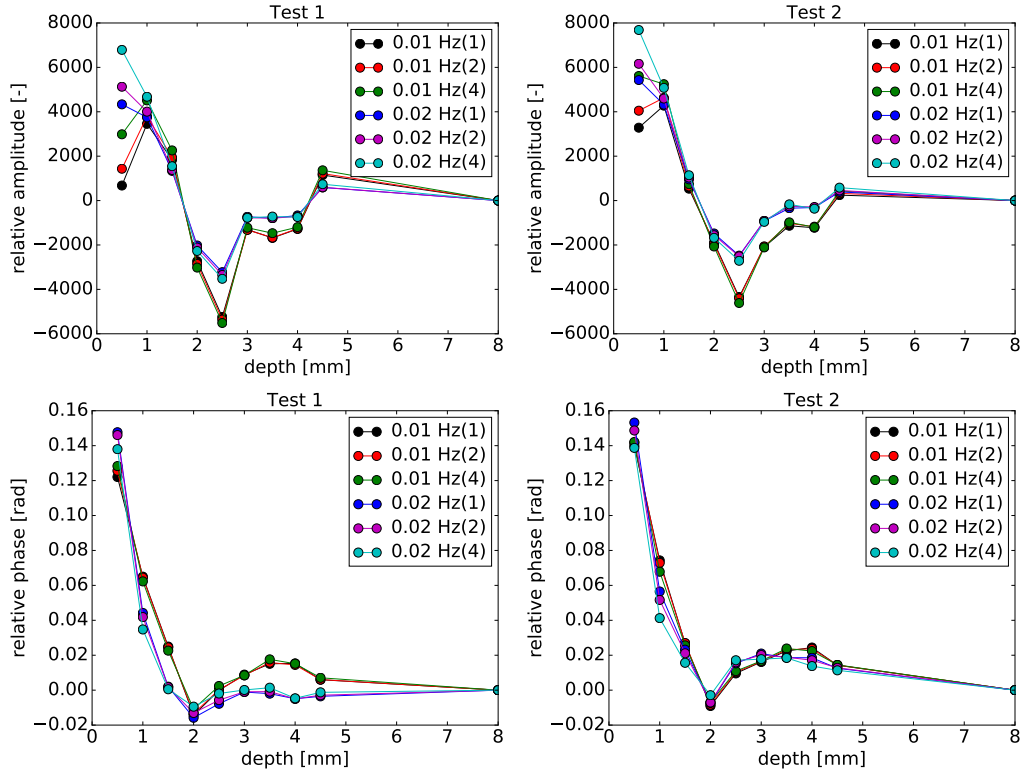 Test 1
8000
6000
4000
2000
0
−2000
−4000
−6000
relative amplitude [-]
0 1 2 3 4 5 6 7 8
depth [mm]
0.01 Hz(1)
0.01 Hz(2)
0.01 Hz(4)
0.02 Hz(1)
0.02 Hz(2)
0.02 Hz(4)
Test 2
8000
6000
4000
2000
0
−2000
−4000
−6000
relative amplitude [-]
0 1 2 3 4 5 6 7 8
depth [mm]
0.01 Hz(1)
0.01 Hz(2)
0.01 Hz(4)
0.02 Hz(1)
0.02 Hz(2)
0.02 Hz(4)
Test 1
0.16
0.14
0.12
0.10
0.08
0.06
0.04
0.02
0.00
−0.02
relative phase [rad]
0 1 2 3 4 5 6 7 8
depth [mm]
0.01 Hz(1)
0.01 Hz(2)
0.01 Hz(4)
0.02 Hz(1)
0.02 Hz(2)
0.02 Hz(4)
Test 2
0.16
0.14
0.12
0.10
0.08
0.06
0.04
0.02
0.00
−0.02
relative phase [rad]
0 1 2 3 4 5 6 7 8
depth [mm]
0.01 Hz(1)
0.01 Hz(2)
0.01 Hz(4)
0.02 Hz(1)
0.02 Hz(2)
0.02 Hz(4)